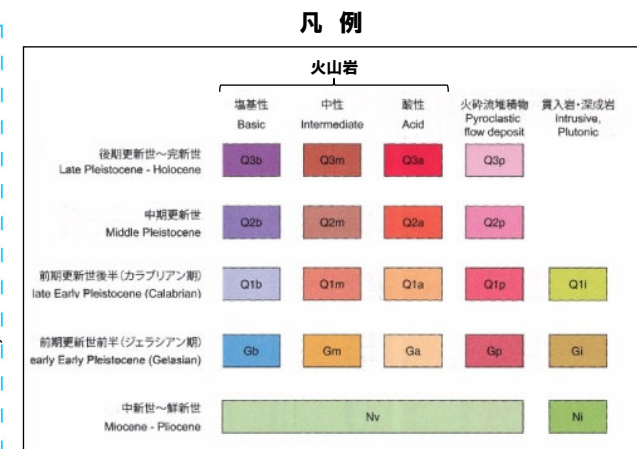 凡 例
火山岩
塩基性 中性 酸性 火砕流堆積物 貫入岩・深成岩
Basic Intermediate Acid Pyroclastic flow deposit intrusive, Plutonic
後期更新世~完新世
Late Pleistocene - Holocene
Q3b Q3m Q3a Q3p
中期更新世
Middle Pleistocene
Q2b Q2m Q2a Q2p
前期更新世後半(カラブリアン期)
late Early Pleistocene (Calabrian)
Q1b Q1m Q1a Q1p Q1i
前期更新世前半(ジェラシアン期)
early Early Pleistocene (Gelasian)
Gb Gm Ga Gp Gi
中新世~鮮新世
Miocene - Pliocene
Nv Ni